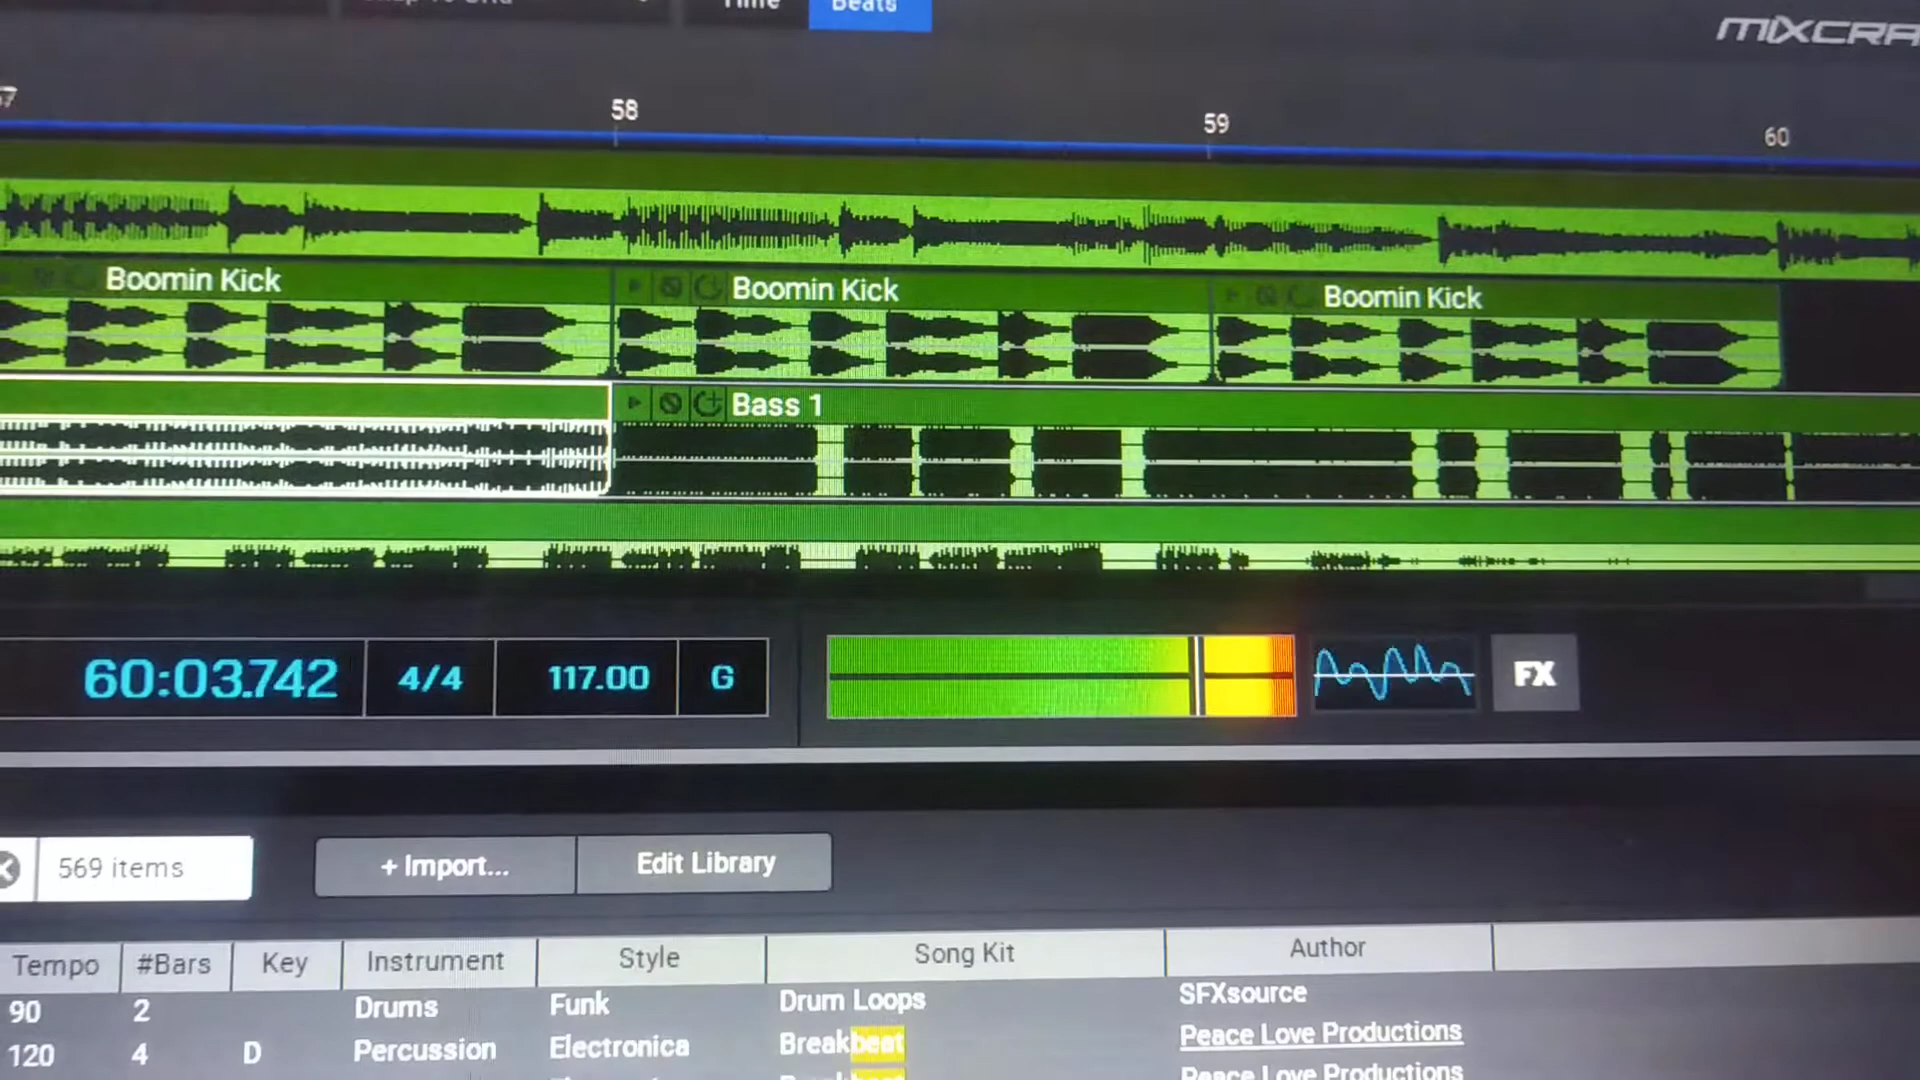 Time
Beats
MIXCRA
58
59
60
Boomin Kick
Boomin Kick
Boomin Kick
Bass 1
60:03.742
4/4
117.00
G
FX
569 items
+ Import...
Edit Library
Tempo
#Bars
Key
Instrument
Style
Song Kit
Author
90
2
Drums
Funk
Drum Loops
SFXsource
120
4
D
Percussion
Electronica
Breakbeat
Peace Love Productions
Peace Love Productions